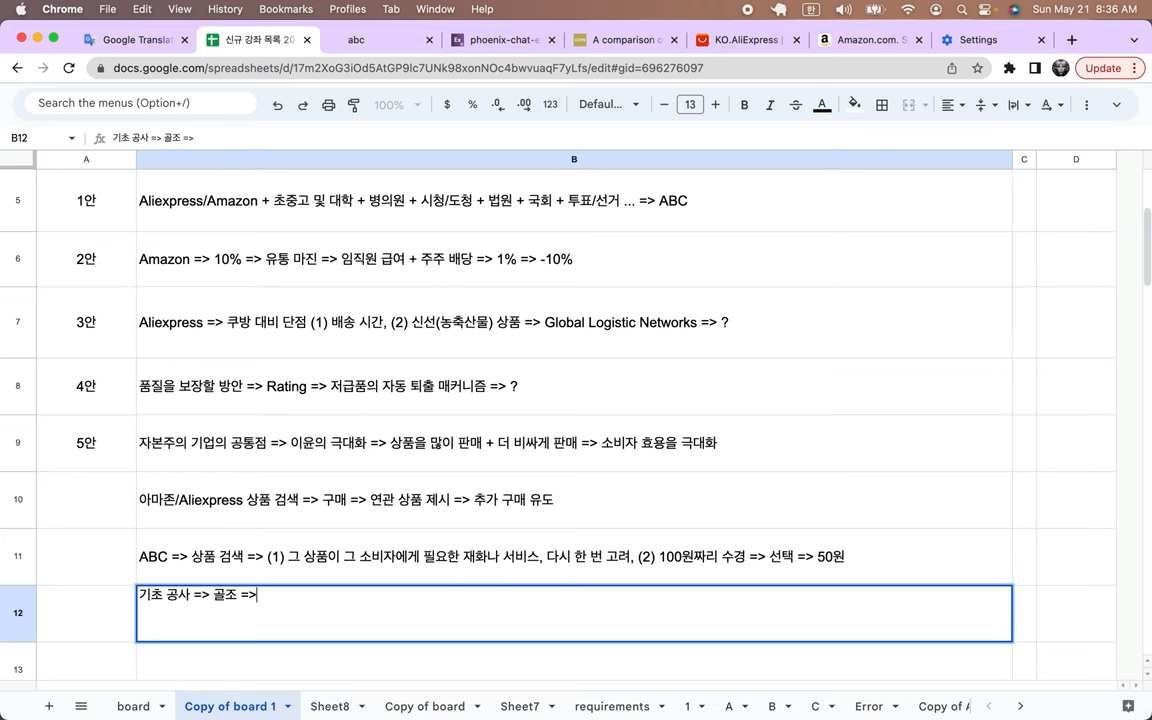 Chrome File Edit View History Bookmarks Profiles Tab Window Help 한 Sun May 21 8:36 AM
Google Translat 신규 강좌 목록 20 abc phoenix-chat-e A comparison o KO.AliExpress | Amazon.com. S Settings
docs.google.com/spreadsheets/d/17m2XoG3iOd5AtGP9lc7UNk98xonNOc4bwvuaqF7yLfs/edit#gid=696276097 Update
Search the menus (Option+/) 100% $ % .0 .00 123 Defaul... 13 B I A
B12 fx 기초 공사 => 골조 =>
A B C D
5 1안 Aliexpress/Amazon + 초중고 및 대학 + 병의원 + 시청/도청 + 법원 + 국회 + 투표/선거 ... => ABC
6 2안 Amazon => 10% => 유통 마진 => 임직원 급여 + 주주 배당 => 1% => -10%
7 3안 Aliexpress => 쿠방 대비 단점 (1) 배송 시간, (2) 신선(농축산물) 상품 => Global Logistic Networks => ?
8 4안 품질을 보장할 방안 => Rating => 저급품의 자동 퇴출 매커니즘 => ?
9 5안 자본주의 기업의 공통점 => 이윤의 극대화 => 상품을 많이 판매 + 더 비싸게 판매 => 소비자 효용을 극대화
10 아마존/Aliexpress 상품 검색 => 구매 => 연관 상품 제시 => 추가 구매 유도
11 ABC => 상품 검색 => (1) 그 상품이 그 소비자에게 필요한 재화나 서비스, 다시 한 번 고려, (2) 100원짜리 수경 => 선택 => 50원
12 기초 공사 => 골조 =>
13
board Copy of board 1 Sheet8 Copy of board Sheet7 requirements 1 A B C Error Copy of A